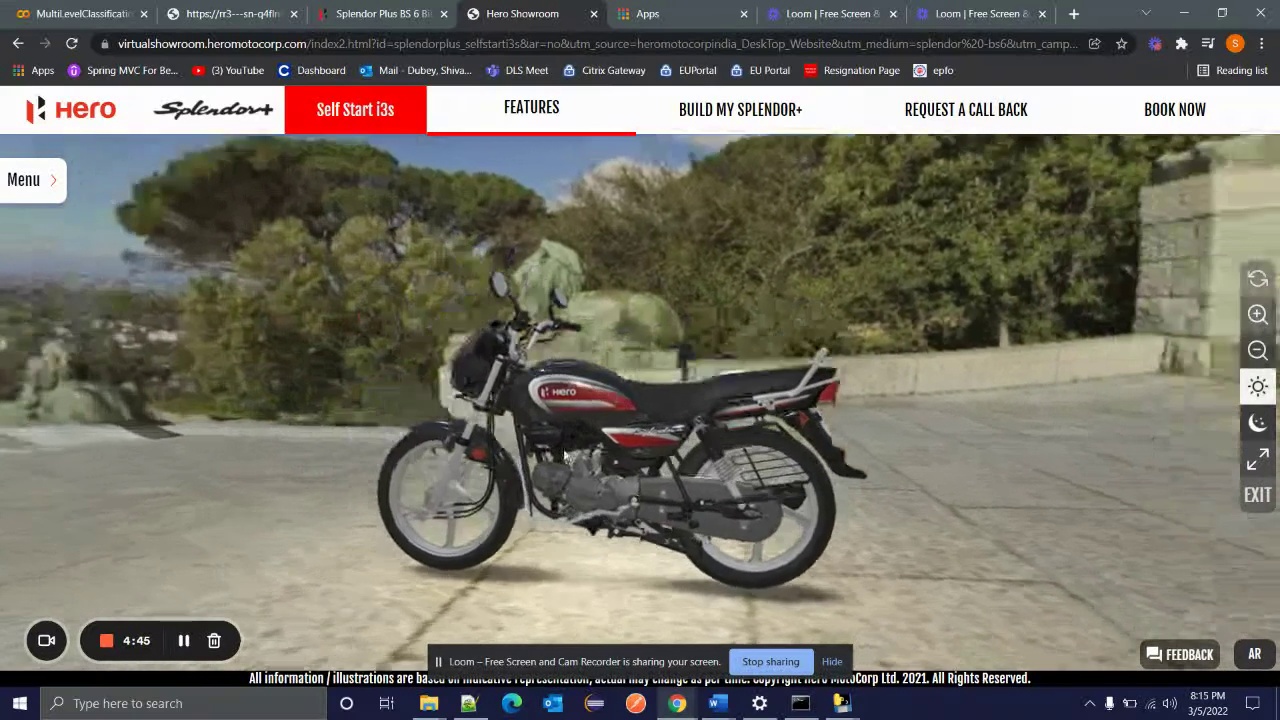 MultiLevelClassificatio
https://rr3---sn-q4flr
Splendor Plus BS 6 Bi
Hero Showroom
Apps
Loom | Free Screen &
Loom | Free Screen &
virtualshowroom.heromotocorp.com/index2.html?id=splendorplus_selfstarti3s&ar=no&utm_source=heromotocorpindia_DeskTop_Website&utm_medium=splendor%20-bs6&utm_camp...
S
Apps
Spring MVC For Be...
(3) YouTube
Dashboard
Mail - Dubey, Shiva...
DLS Meet
Citrix Gateway
EUPortal
EU Portal
Resignation Page
epfo
Reading list
Hero
Splendor+
Self Start i3s
FEATURES
BUILD MY SPLENDOR+
REQUEST A CALL BACK
BOOK NOW
Menu
HERO
EXIT
4:45
Loom – Free Screen and Cam Recorder is sharing your screen.
Stop sharing
Hide
FEEDBACK
AR
All information / illustrations are based on indicative representation, actual may change as per time. Copyright Hero MotoCorp Ltd. 2021. All Rights Reserved.
Type here to search
8:15 PM
3/5/2022